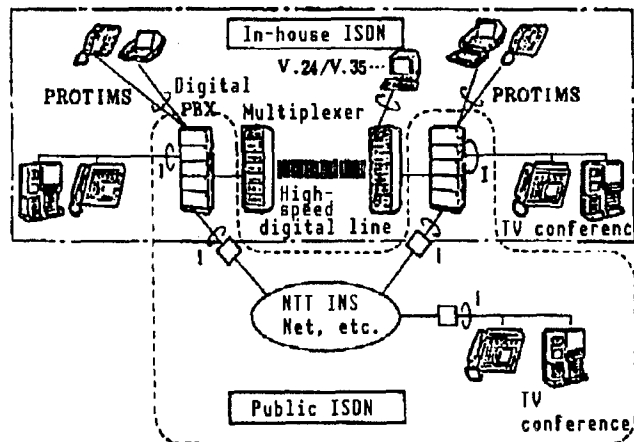 In-house ISDN
V.24/V.35…
PROTIMS
Digital
PBX
Multiplexer
PROTIMS
I
I
High-
speed
digital line
TV conference
I
I
NTT INS
Net, etc.
I
Public ISDN
TV
conference